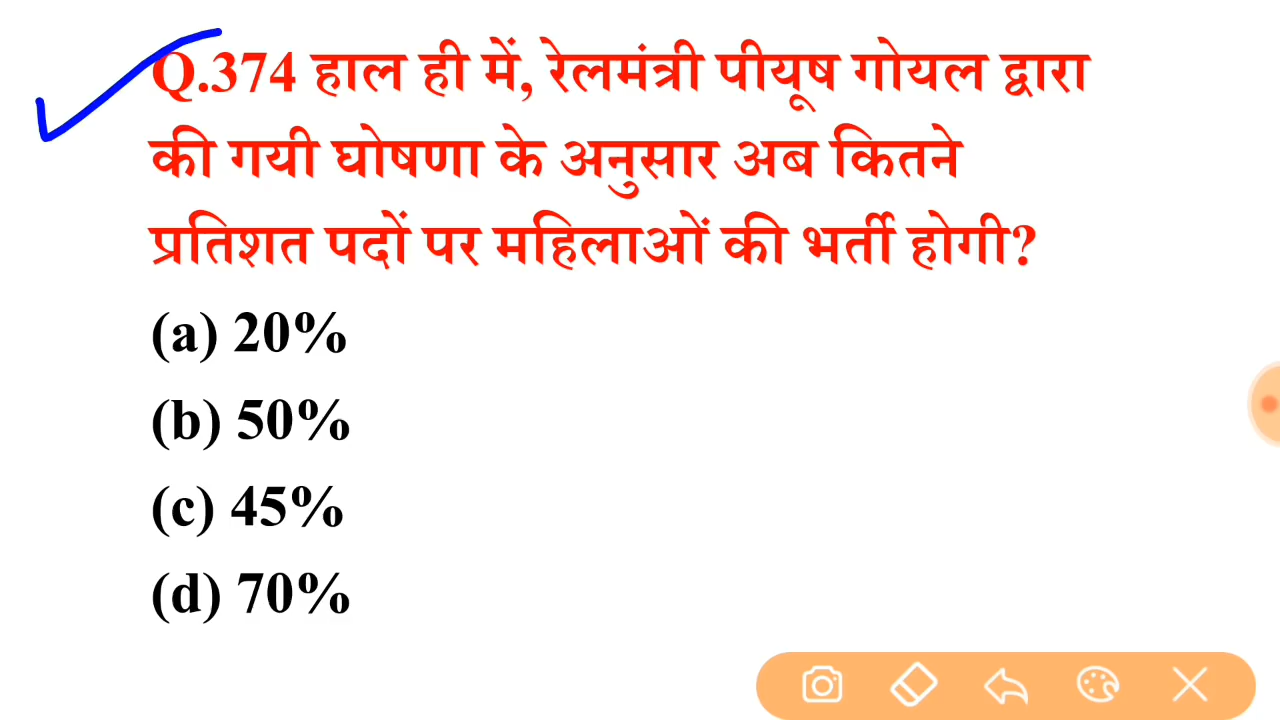 Q.374 हाल ही में, रेलमंत्री पीयूष गोयल द्वारा
की गयी घोषणा के अनुसार अब कितने
प्रतिशत पदों पर महिलाओं की भर्ती होगी?
(a) 20%
(b) 50%
(c) 45%
(d) 70%